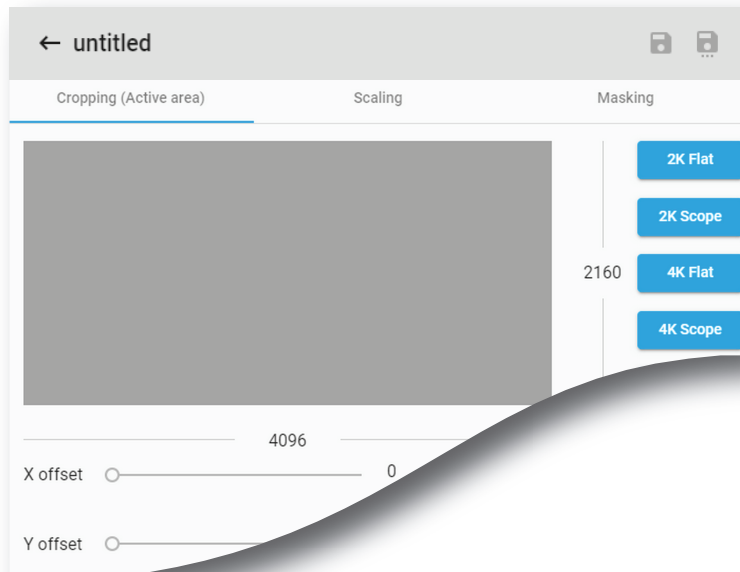 untitled
Cropping (Active area)
Scaling
Masking
2K Flat
2K Scope
2160
4K Flat
4K Scope
4096
X offset
0
Y offset